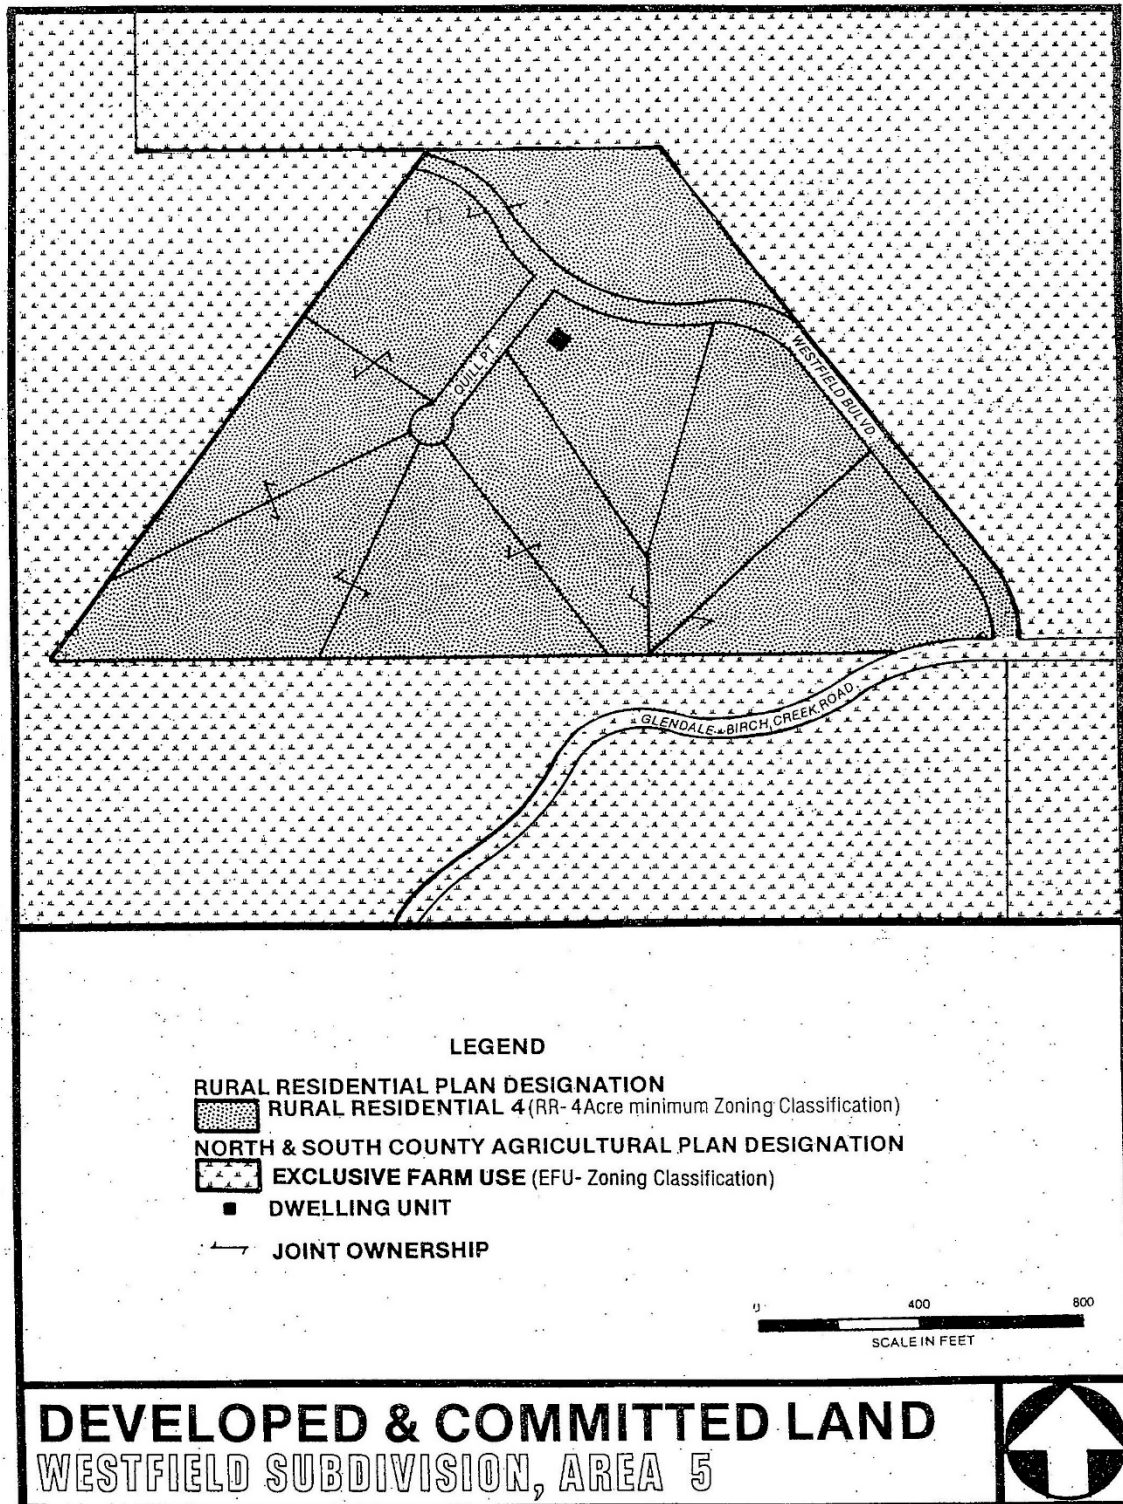 WESTFIELD BULVD.
QUILL PT.
GLENDALE - BIRCH CREEK ROAD
LEGEND
RURAL RESIDENTIAL PLAN DESIGNATION
RURAL RESIDENTIAL 4 (RR- 4Acre minimum Zoning Classification)
NORTH & SOUTH COUNTY AGRICULTURAL PLAN DESIGNATION
EXCLUSIVE FARM USE (EFU- Zoning Classification)
DWELLING UNIT
JOINT OWNERSHIP
0 400 800
SCALE IN FEET
DEVELOPED & COMMITTED LAND
WESTFIELD SUBDIVISION, AREA 5